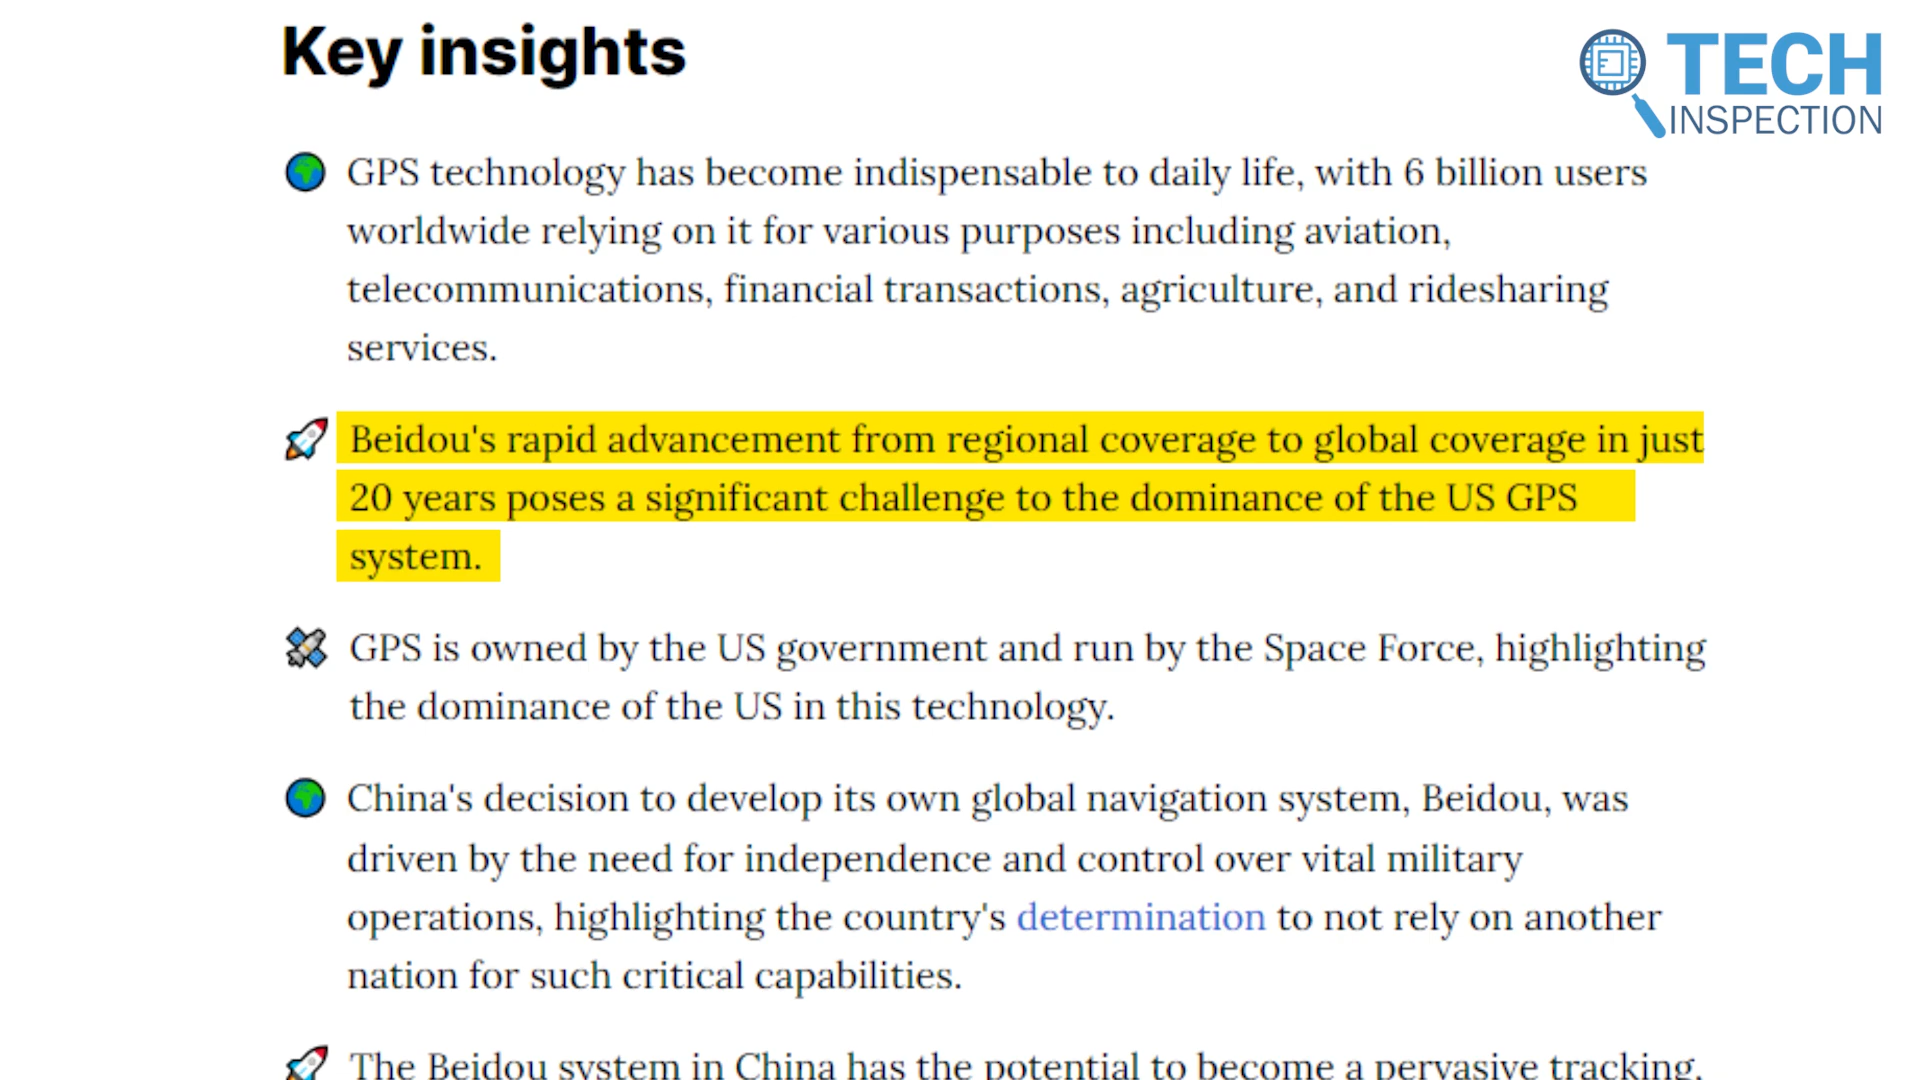 Key insights
TECH
INSPECTION
GPS technology has become indispensable to daily life, with 6 billion users
worldwide relying on it for various purposes including aviation,
telecommunications, financial transactions, agriculture, and ridesharing
services.
Beidou's rapid advancement from regional coverage to global coverage in just
20 years poses a significant challenge to the dominance of the US GPS
system.
GPS is owned by the US government and run by the Space Force, highlighting
the dominance of the US in this technology.
China's decision to develop its own global navigation system, Beidou, was
driven by the need for independence and control over vital military
operations, highlighting the country's determination to not rely on another
nation for such critical capabilities.
The Beidou system in China has the potential to become a pervasive tracking,